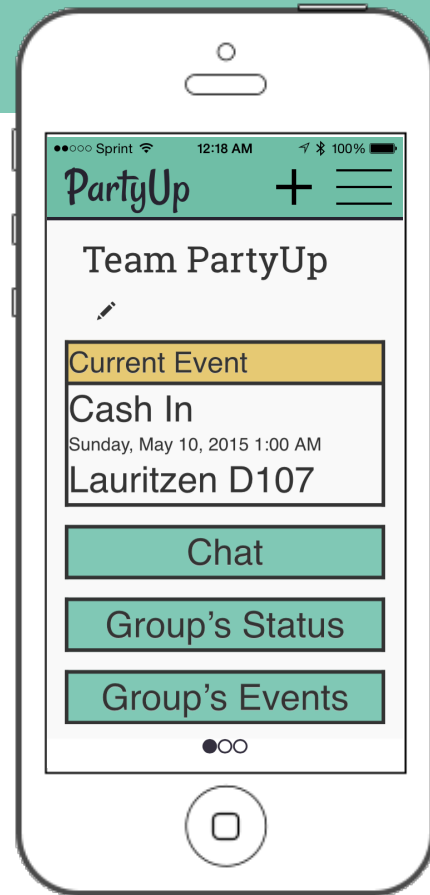 Sprint 12:18 AM 100%
PartyUp
Team PartyUp
Current Event
Cash In
Sunday, May 10, 2015 1:00 AM
Lauritzen D107
Chat
Group's Status
Group's Events